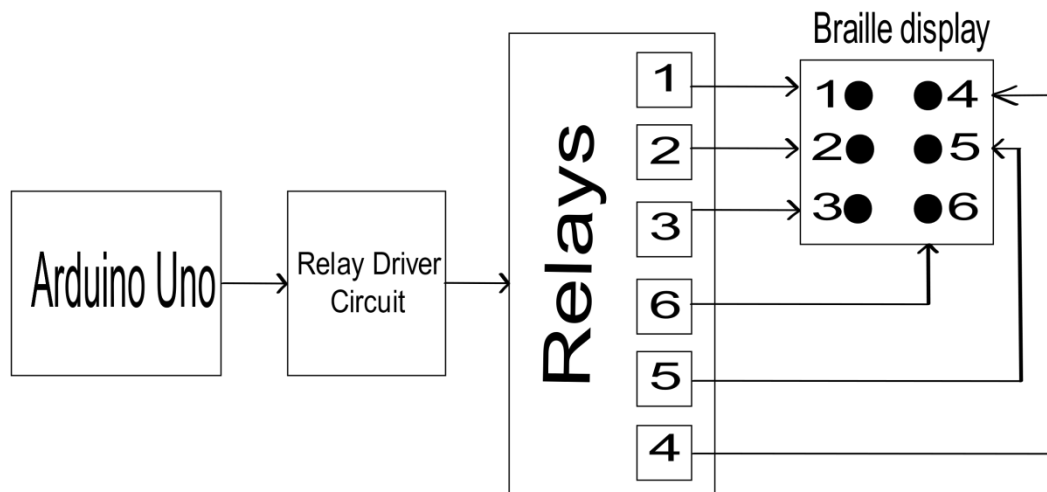 Braille display
Arduino Uno
Relay Driver
Circuit
Relays
1
2
3
6
5
4
1 4
2 5
3 6